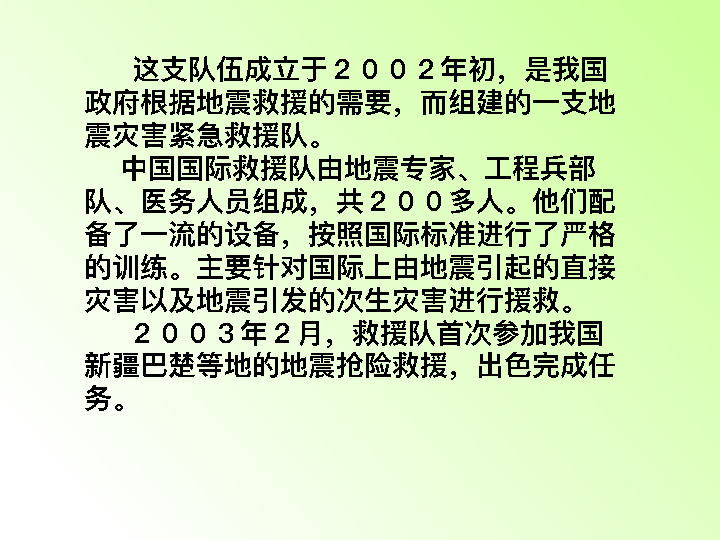 这支队伍成立于２００２年初，是我国
政府根据地震救援的需要，而组建的一支地
震灾害紧急救援队。
中国国际救援队由地震专家、工程兵部
队、医务人员组成，共２００多人。他们配
备了一流的设备，按照国际标准进行了严格
的训练。主要针对国际上由地震引起的直接
灾害以及地震引发的次生灾害进行援救。
２００３年２月，救援队首次参加我国
新疆巴楚等地的地震抢险救援，出色完成任
务。